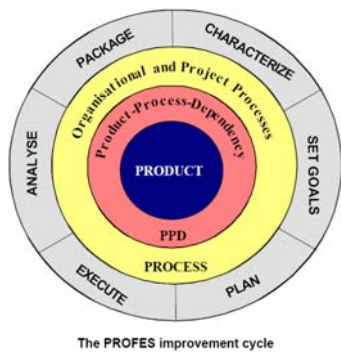 PACKAGE
CHARACTERIZE
SET GOALS
PLAN
EXECUTE
ANALYSE
Organisational and Project Processes
Product-Process-Dependency
PRODUCT
PPD
PROCESS
The PROFES improvement cycle